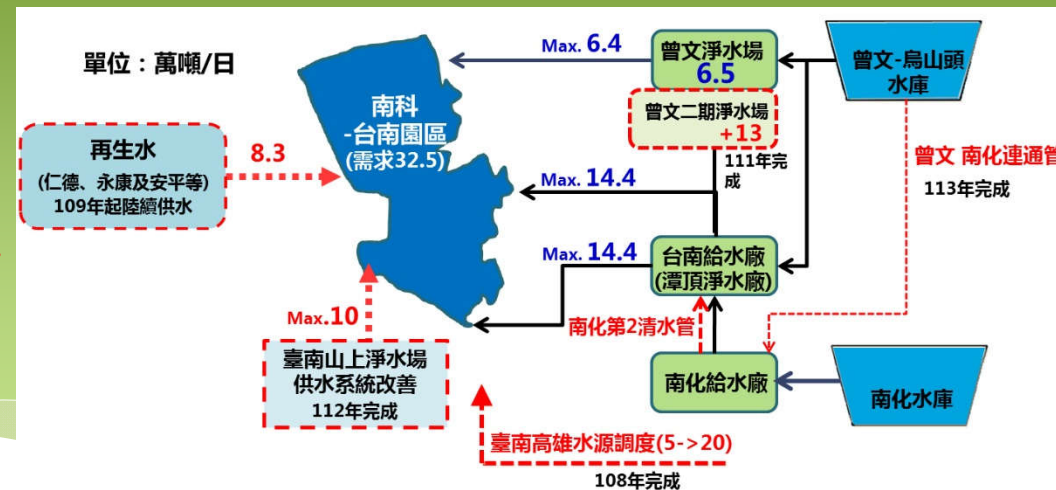 單位：萬噸/日
再生水
(仁德、永康及安平等)
109年起陸續供水
8.3
南科
-台南園區
(需求32.5)
Max. 6.4
曾文淨水場
6.5
曾文二期淨水場
+13
111年完
成
曾文-烏山頭
水庫
曾文 南化連通管
113年完成
Max. 14.4
Max. 14.4
台南給水廠
(潭頂淨水廠)
Max.10
臺南山上淨水場
供水系統改善
112年完成
南化第2清水管
南化給水廠
南化水庫
臺南高雄水源調度(5->20)
108年完成